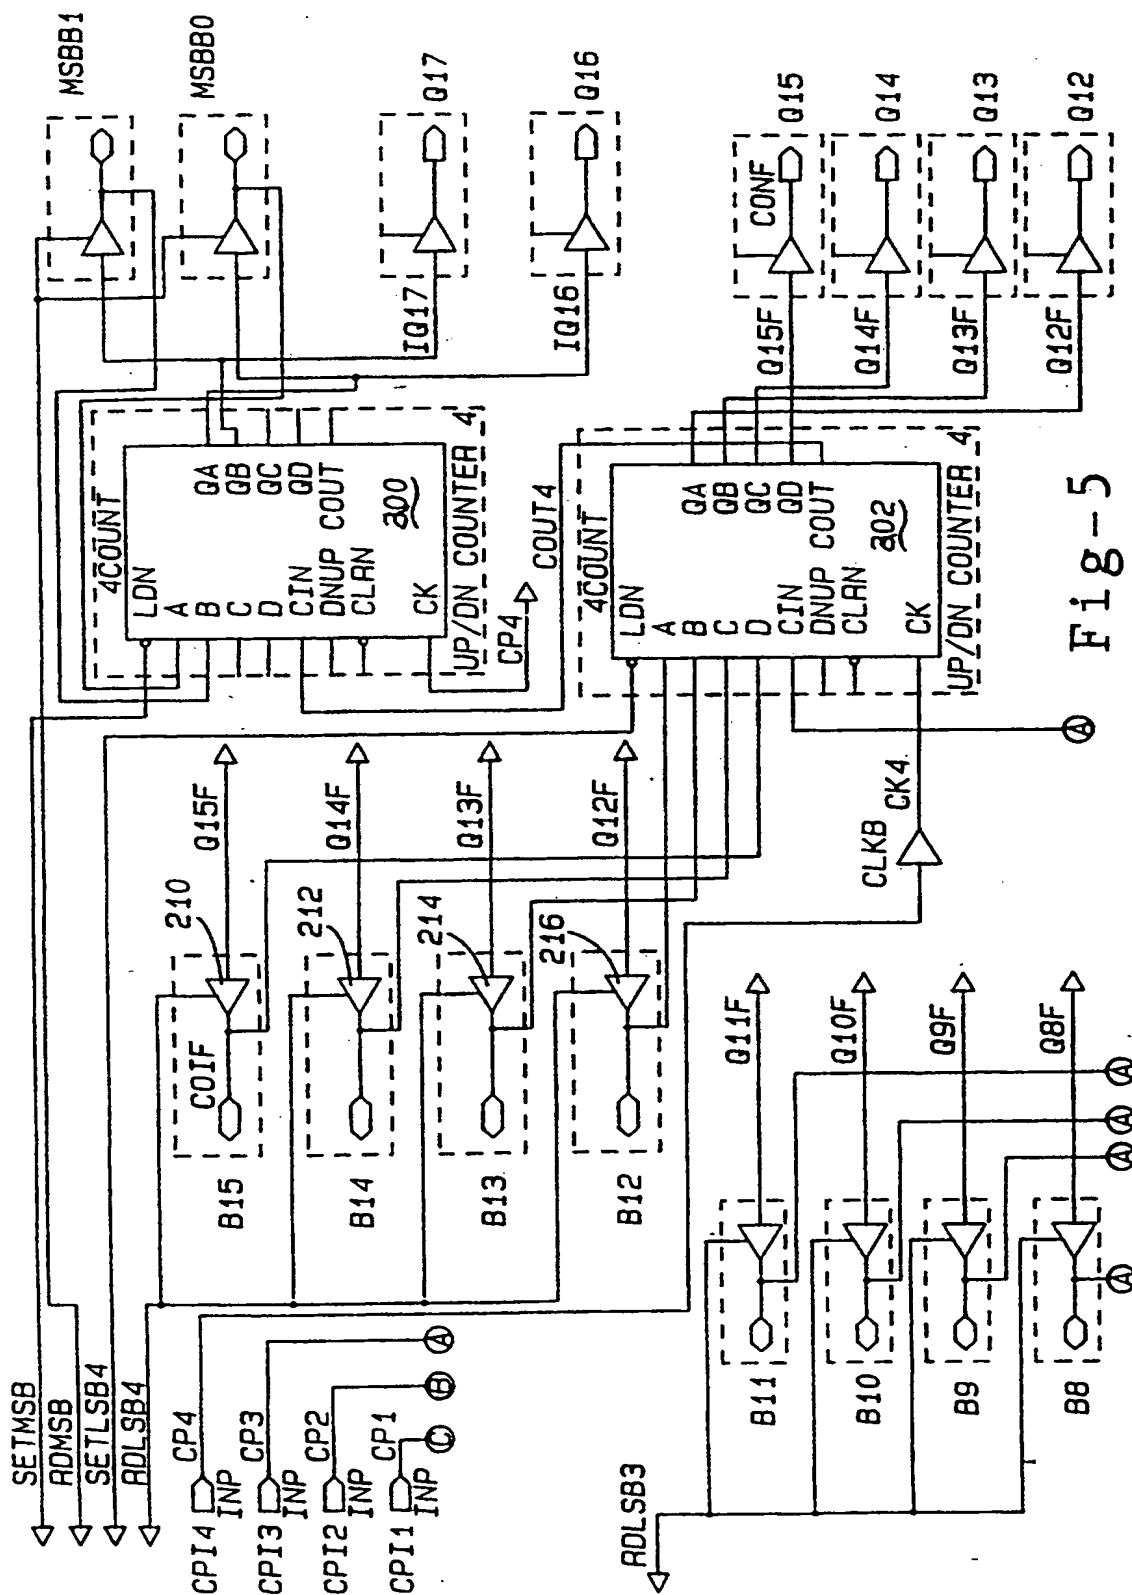 SETMSB
RDMSB
SETLSB4
RDLSB4
CPI4
INP
CP4
CPI3
INP
CP3
CPI2
INP
CP2
CPI1
INP
CP1
A
B
C
B15
COIF
210
Q15F
B14
212
Q14F
B13
214
Q13F
B12
216
Q12F
4COUNT
LDN
A
B
C
D
CIN
DNUP
CLRN
CK
QA
QB
QC
QD
COUT
200
UP/DN COUNTER
4
CP4
COUT4
MSBB1
MSBB0
IQ17
Q17
IQ16
Q16
RDLSB3
B11
Q11F
B10
Q10F
B9
Q9F
B8
Q8F
A
A
A
A
CLKB
CK4
4COUNT
LDN
A
B
C
D
CIN
DNUP
CLRN
CK
QA
QB
QC
QD
COUT
202
UP/DN COUNTER
4
A
Q15F
CONF
Q15
Q14F
Q14
Q13F
Q13
Q12F
Q12
Fig-5